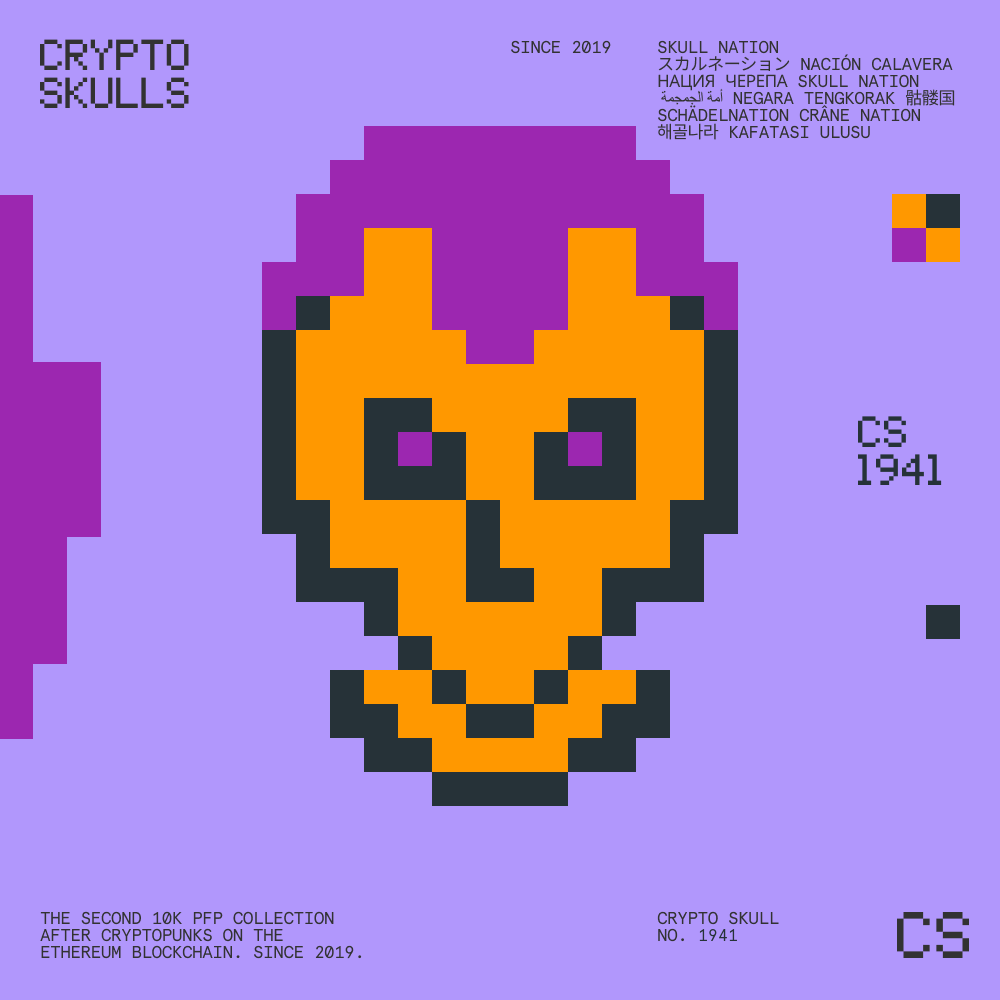 CRYPTO
SKULLS
SINCE 2019
SKULL NATION
スカルネーション NACIÓN CALAVERA
НАЦИЯ ЧЕРЕПА SKULL NATION
أمة الجمجمة NEGARA TENGKORAK 骷髅国
SCHÄDELNATION CRÂNE NATION
해골나라 KAFATASI ULUSU
CS
1941
THE SECOND 10K PFP COLLECTION
AFTER CRYPTOPUNKS ON THE
ETHEREUM BLOCKCHAIN. SINCE 2019.
CRYPTO SKULL
NO. 1941
CS